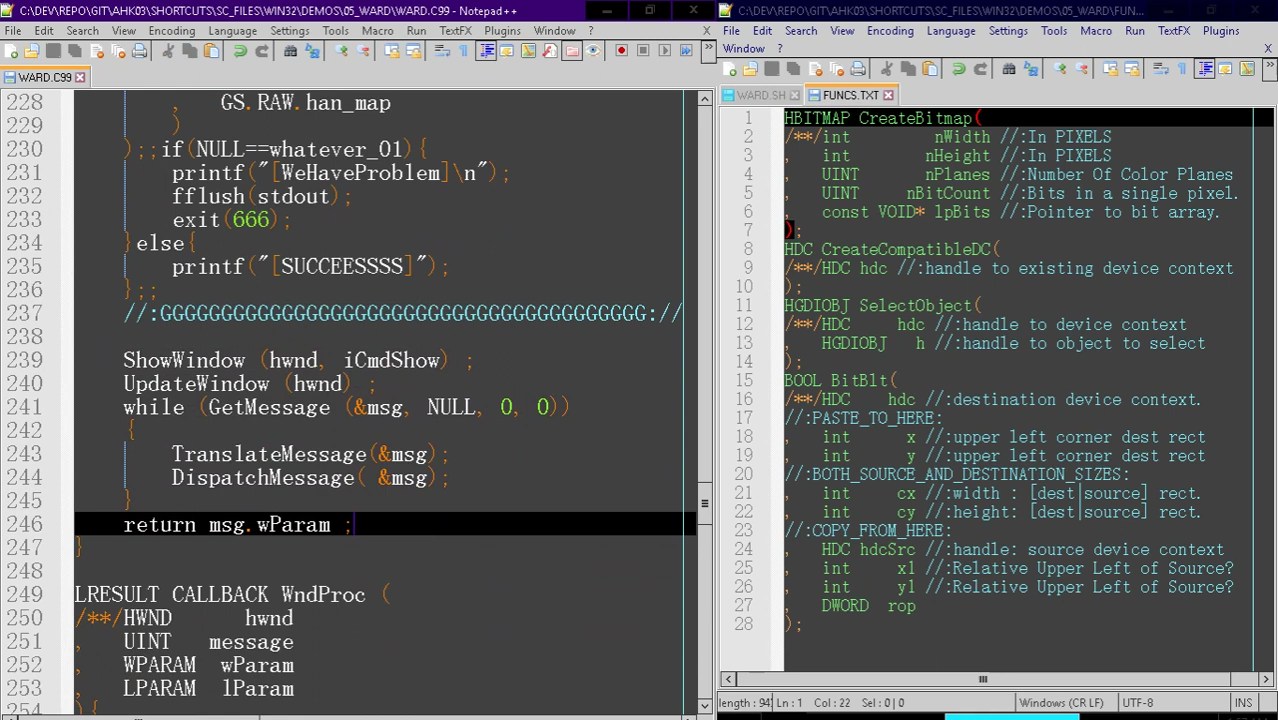 C:\DEV\REPO\GIT\AHK03\SHORTCUTS\SC_FILES\WIN32\DEMOS\05_WARD\WARD.C99 - Notepad++
File Edit Search View Encoding Language Settings Tools Macro Run TextFX Plugins Window ?
WARD.C99
228 , GS.RAW.han_map
229 )
230 );;if(NULL==whatever_01){
231 printf("[WeHaveProblem]\n");
232 fflush(stdout);
233 exit(666);
234 }else{
235 printf("[SUCCEESSSS]");
236 };;
237 //:GGGGGGGGGGGGGGGGGGGGGGGGGGGGGGGGGGGGGGGG://
238
239 ShowWindow (hwnd, iCmdShow) ;
240 UpdateWindow (hwnd) ;
241 while (GetMessage (&msg, NULL, 0, 0))
242 {
243 TranslateMessage(&msg);
244 DispatchMessage( &msg);
245 }
246 return msg.wParam ;
247 }
248
249 LRESULT CALLBACK WndProc (
250 /**/HWND hwnd
251 , UINT message
252 , WPARAM wParam
253 , LPARAM lParam
254 ){
C:\DEV\REPO\GIT\AHK03\SHORTCUTS\SC_FILES\WIN32\DEMOS\05_WARD\FUN...
File Edit Search View Encoding Language Settings Tools Macro Run TextFX Plugins
Window ? X
WARD.SH FUNCS.TXT
1 HBITMAP CreateBitmap(
2 /**/int nWidth //:In PIXELS
3 , int nHeight //:In PIXELS
4 , UINT nPlanes //:Number Of Color Planes
5 , UINT nBitCount //:Bits in a single pixel.
6 , const VOID* lpBits //:Pointer to bit array.
7 );
8 HDC CreateCompatibleDC(
9 /**/HDC hdc //:handle to existing device context
10 );
11 HGDIOBJ SelectObject(
12 /**/HDC hdc //:handle to device context
13 , HGDIOBJ h //:handle to object to select
14 );
15 BOOL BitBlt(
16 /**/HDC hdc //:destination device context.
17 //:PASTE_TO_HERE:
18 , int x //:upper left corner dest rect
19 , int y //:upper left corner dest rect
20 //:BOTH_SOURCE_AND_DESTINATION_SIZES:
21 , int cx //:width : [dest|source] rect.
22 , int cy //:height: [dest|source] rect.
23 //:COPY_FROM_HERE:
24 , HDC hdcSrc //:handle: source device context
25 , int x1 //:Relative Upper Left of Source?
26 , int y1 //:Relative Upper Left of Source?
27 , DWORD rop
28 );
length : 94 Ln : 1 Col : 22 Sel : 0 | 0 Windows (CR LF) UTF-8 INS